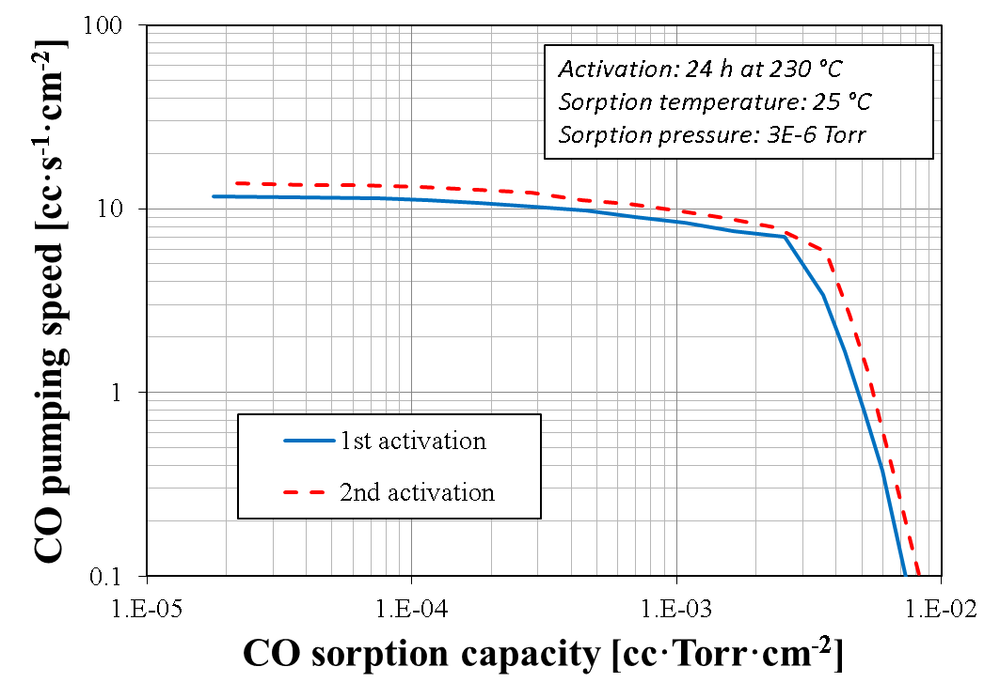 100
10
1
0.1
CO pumping speed [cc·s-1·cm-2]
Activation: 24 h at 230 °C
Sorption temperature: 25 °C
Sorption pressure: 3E-6 Torr
1st activation
2nd activation
1.E-05 1.E-04 1.E-03 1.E-02
CO sorption capacity [cc·Torr·cm-2]